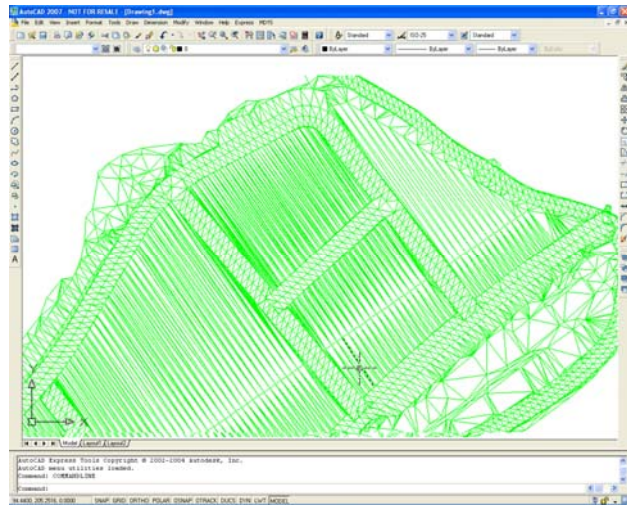 AutoCAD 2007 - NOT FOR RESALE - [Drawing1.dwg]
File Edit View Insert Format Tools Draw Dimension Modify Window Help Express MDT5
Standard ISO-25 Standard
0 ByLayer ByLayer ByLayer
Y
X
Model Layout1 Layout2
AutoCAD Express Tools Copyright © 2002-2004 Autodesk, Inc.
AutoCAD menu utilities loaded.
Command: COMMANDLINE
Command:
SNAP GRID ORTHO POLAR OSNAP OTRACK DUCS DYN LWT MODEL